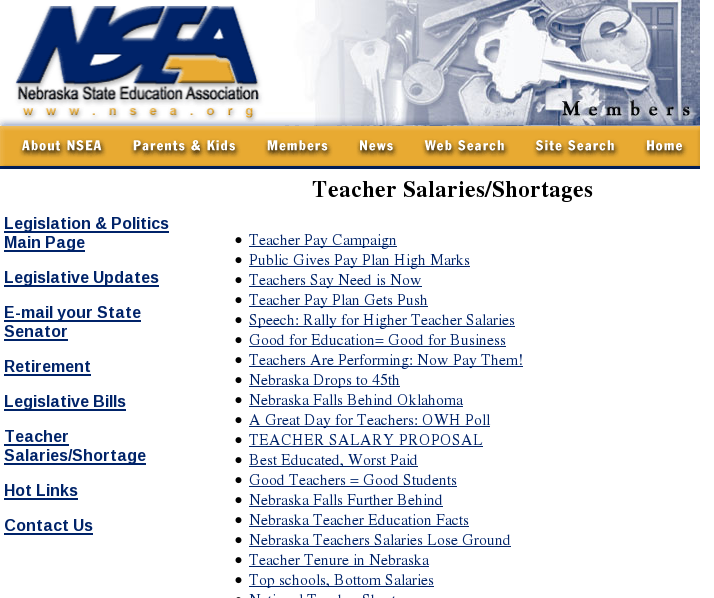 NSEA
Nebraska State Education Association
www.nsea.org
Members
About NSEA Parents & Kids Members News Web Search Site Search Home
Teacher Salaries/Shortages
Legislation & Politics
Main Page
Legislative Updates
E-mail your State
Senator
Retirement
Legislative Bills
Teacher
Salaries/Shortage
Hot Links
Contact Us
• Teacher Pay Campaign
• Public Gives Pay Plan High Marks
• Teachers Say Need is Now
• Teacher Pay Plan Gets Push
• Speech: Rally for Higher Teacher Salaries
• Good for Education= Good for Business
• Teachers Are Performing: Now Pay Them!
• Nebraska Drops to 45th
• Nebraska Falls Behind Oklahoma
• A Great Day for Teachers: OWH Poll
• TEACHER SALARY PROPOSAL
• Best Educated, Worst Paid
• Good Teachers = Good Students
• Nebraska Falls Further Behind
• Nebraska Teacher Education Facts
• Nebraska Teachers Salaries Lose Ground
• Teacher Tenure in Nebraska
• Top schools, Bottom Salaries